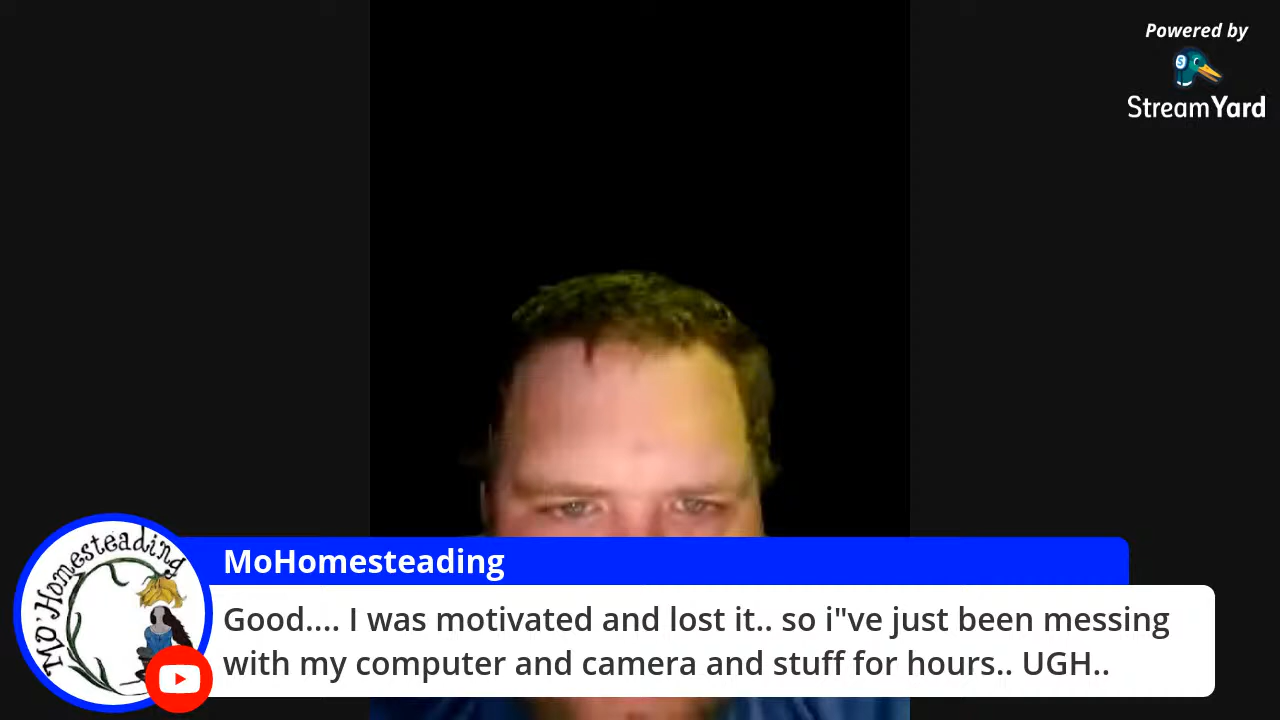 Powered by
StreamYard
MoHomesteading
Good.... I was motivated and lost it.. so i"ve just been messing
with my computer and camera and stuff for hours.. UGH..
Mo'Homesteading